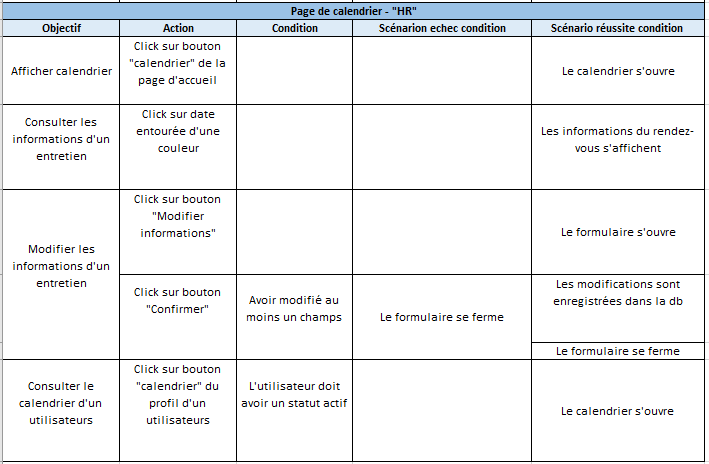 Page de calendrier - "HR"
Objectif Action Condition Scénarion echec condition Scénario réussite condition
Afficher calendrier
Click sur bouton
"calendrier" de la
page d'accueil
Le calendrier s'ouvre
Consulter les
informations d'un
entretien
Click sur date
entourée d'une
couleur
Les informations du rendez-
vous s'affichent
Modifier les
informations d'un
entretien
Click sur bouton
"Modifier
informations"
Le formulaire s'ouvre
Click sur bouton
"Confirmer"
Avoir modifié au
moins un champs
Le formulaire se ferme
Les modifications sont
enregistrées dans la db
Le formulaire se ferme
Consulter le
calendrier d'un
utilisateurs
Click sur bouton
"calendrier" du
profil d'un
utilisateurs
L'utilisateur doit
avoir un statut actif
Le calendrier s'ouvre